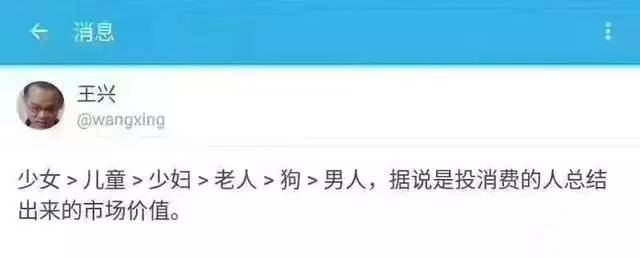 消息
王兴
@wangxing
少女 > 儿童 > 少妇 > 老人 > 狗 > 男人，据说是投消费的人总结
出来的市场价值。